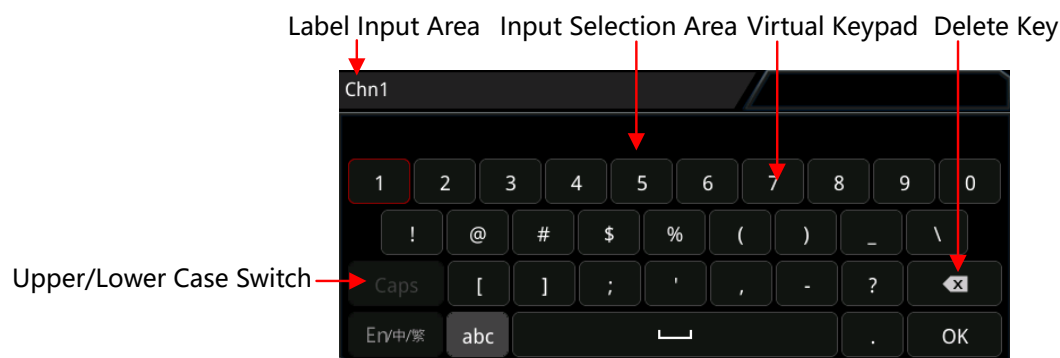 Label Input Area Input Selection Area Virtual Keypad Delete Key
Chn1
1 2 3 4 5 6 7 8 9 0
! @ # $ % ( ) _ \
Upper/Lower Case Switch Caps [ ] ; ' , - ? x
En/中/繁 abc . OK